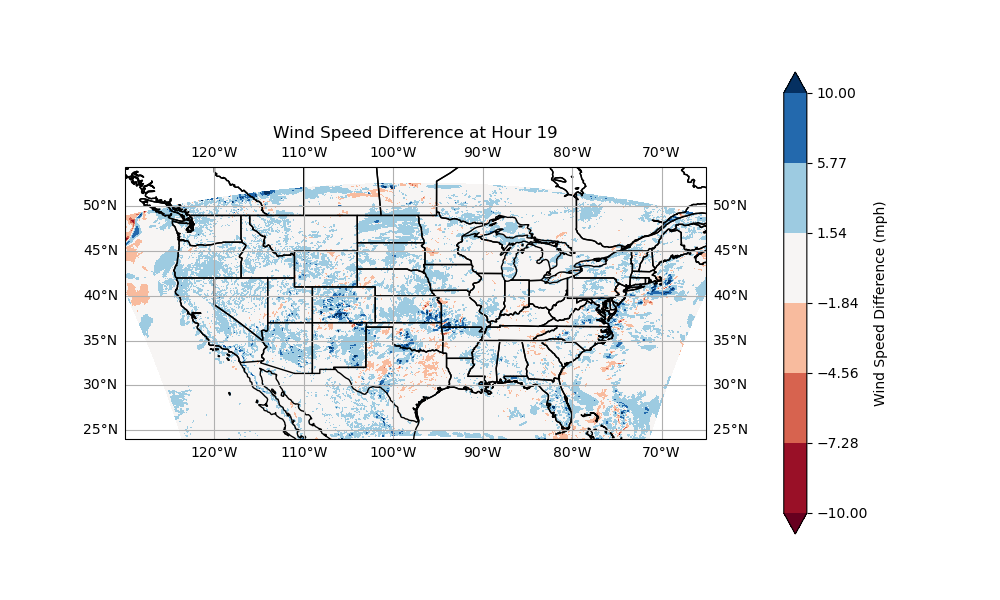 Wind Speed Difference at Hour 19
120°W 110°W 100°W 90°W 80°W 70°W
50°N 50°N
45°N 45°N
40°N 40°N
35°N 35°N
30°N 30°N
25°N 25°N
120°W 110°W 100°W 90°W 80°W 70°W
10.00
5.77
1.54
−1.84
−4.56
−7.28
−10.00
Wind Speed Difference (mph)